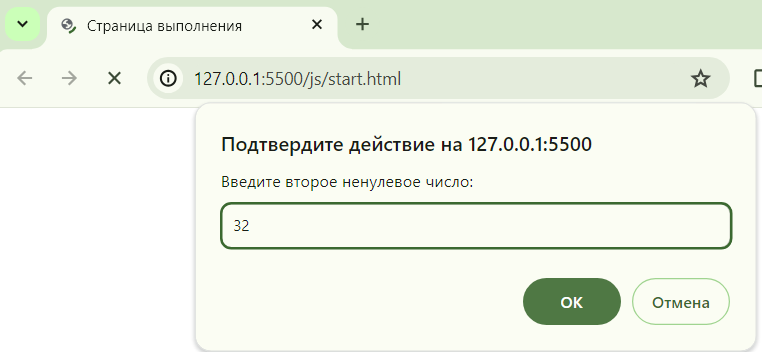 Страница выполнения
127.0.0.1:5500/js/start.html
Подтвердите действие на 127.0.0.1:5500
Введите второе ненулевое число:
32
OK
Отмена